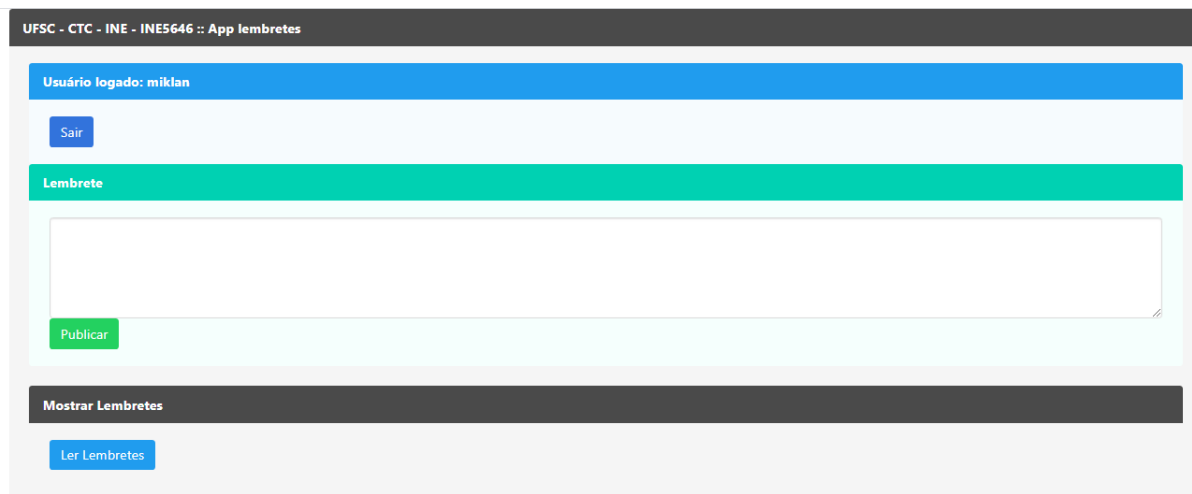 UFSC - CTC - INE - INE5646 :: App lembretes
Usuário logado: miklan
Sair
Lembrete
Publicar
Mostrar Lembretes
Ler Lembretes